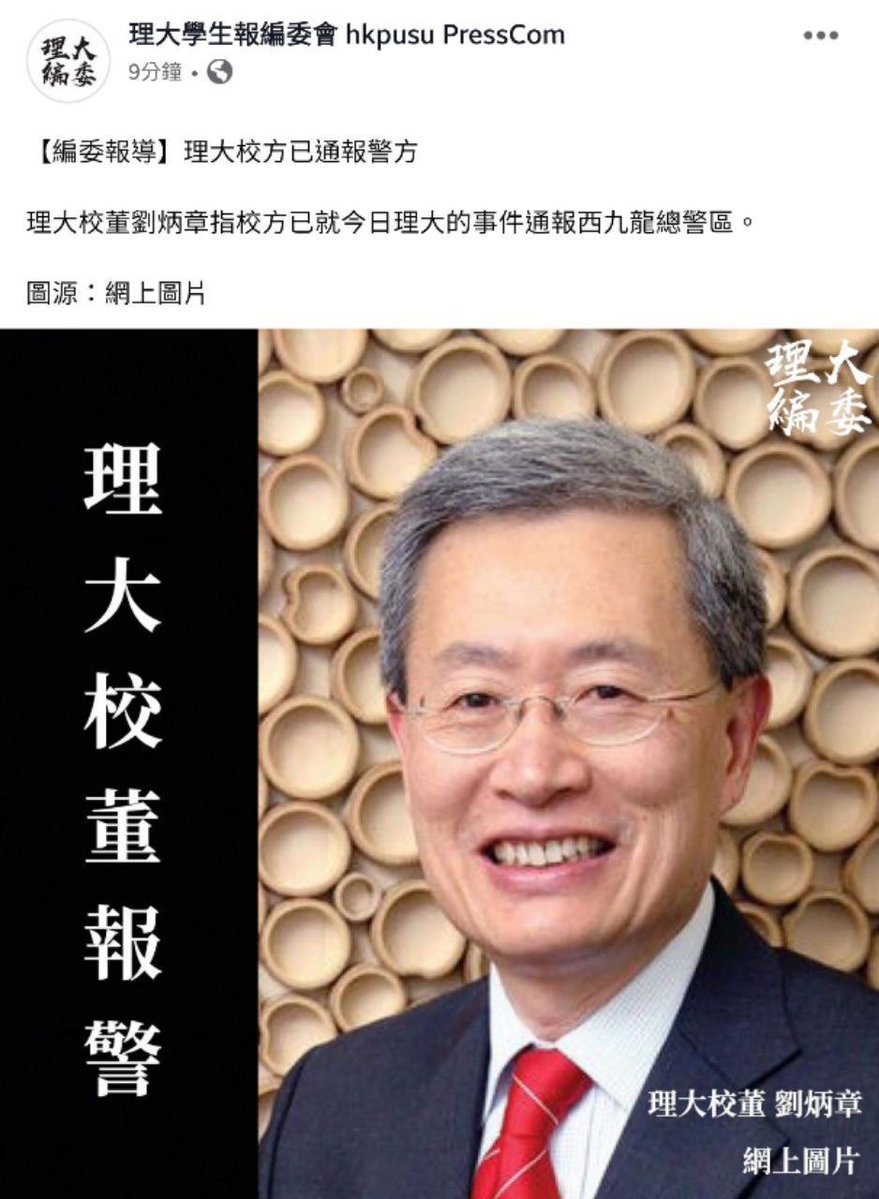 理大
編委
理大學生報編委會 hkpusu PressCom
9分鐘 ·
【編委報導】理大校方已通報警方
理大校董劉炳章指校方已就今日理大的事件通報西九龍總警區。
圖源：網上圖片
理大校董報警
理大
編委
理大校董 劉炳章
網上圖片